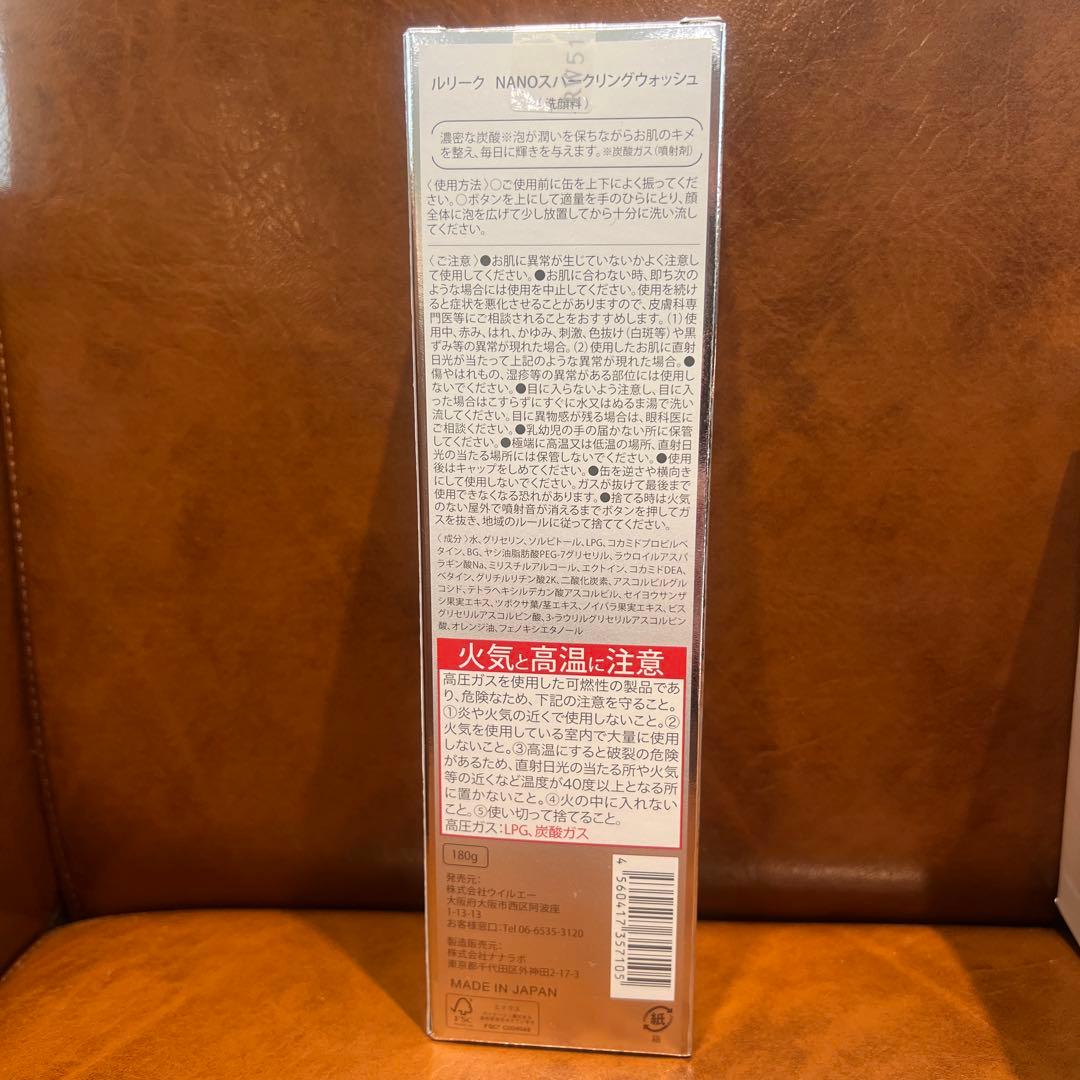 RW51
ルリーク NANOスパークリングウォッシュ
(洗顔料)
濃密な炭酸※泡が潤いを保ちながらお肌のキメ
を整え、毎日に輝きを与えます。※炭酸ガス(噴射剤)
〈使用方法〉○ご使用前に缶を上下によく振ってくだ
さい。○ボタンを上にして適量を手のひらにとり、顔
全体に泡を広げて少し放置してから十分に洗い流し
てください。
〈ご注意〉●お肌に異常が生じていないかよく注意し
て使用してください。●お肌に合わない時、即ち次の
ような場合には使用を中止してください。使用を続け
ると症状を悪化させることがありますので、皮膚科専
門医等にご相談されることをおすすめします。(1)使
用中、赤み、はれ、かゆみ、刺激、色抜け(白斑等)や黒
ずみ等の異常が現れた場合。(2)使用したお肌に直射
日光が当たって上記のような異常が現れた場合。●
傷やはれもの、湿疹等の異常がある部位には使用し
ないでください。●目に入らないよう注意し、目に入
った場合はこすらずにすぐに水又はぬるま湯で洗い
流してください。目に異物感が残る場合は、眼科医に
ご相談ください。●乳幼児の手の届かない所に保管
してください。●極端に高温又は低温の場所、直射日
光の当たる場所には保管しないでください。●使用
後はキャップをしめてください。●缶を逆さや横向き
にして使用しないでください。ガスが抜けて最後まで
使用できなくなる恐れがあります。●捨てる時は火気
のない屋外で噴射音が消えるまでボタンを押してガ
スを抜き、地域のルールに従って捨ててください。
〈成分〉水、グリセリン、ソルビトール、LPG、コカミドプロピルベ
タイン、BG、ヤシ油脂肪酸PEG-7グリセリル、ラウロイルアスパ
ラギン酸Na、ミリスチルアルコール、エクトイン、コカミドDEA、
ベタイン、グリチルリチン酸2K、二酸化炭素、アスコルビルグル
コシド、テトラヘキシルデカン酸アスコルビル、セイヨウサンザ
シ果実エキス、ツボクサ葉/茎エキス、ノイバラ果実エキス、ビス
グリセリルアスコルビン酸、3-ラウリルグリセリルアスコルビン
酸、オレンジ油、フェノキシエタノール
火気と高温に注意
高圧ガスを使用した可燃性の製品であ
り、危険なため、下記の注意を守ること。
①炎や火気の近くで使用しないこと。②
火気を使用している室内で大量に使用
しないこと。③高温にすると破裂の危険
があるため、直射日光の当たる所や火気
等の近くなど温度が40度以上となる所
に置かないこと。④火の中に入れない
こと。⑤使い切って捨てること。
高圧ガス:LPG、炭酸ガス
180g
発売元:
株式会社ウイルエー
大阪府大阪市西区阿波座
1-13-13
お客様窓口:Tel 06-6535-3120
製造販売元:
株式会社ナナラボ
東京都千代田区外神田2-17-3
MADE IN JAPAN
4 560417 357105
FSC
紙
箱